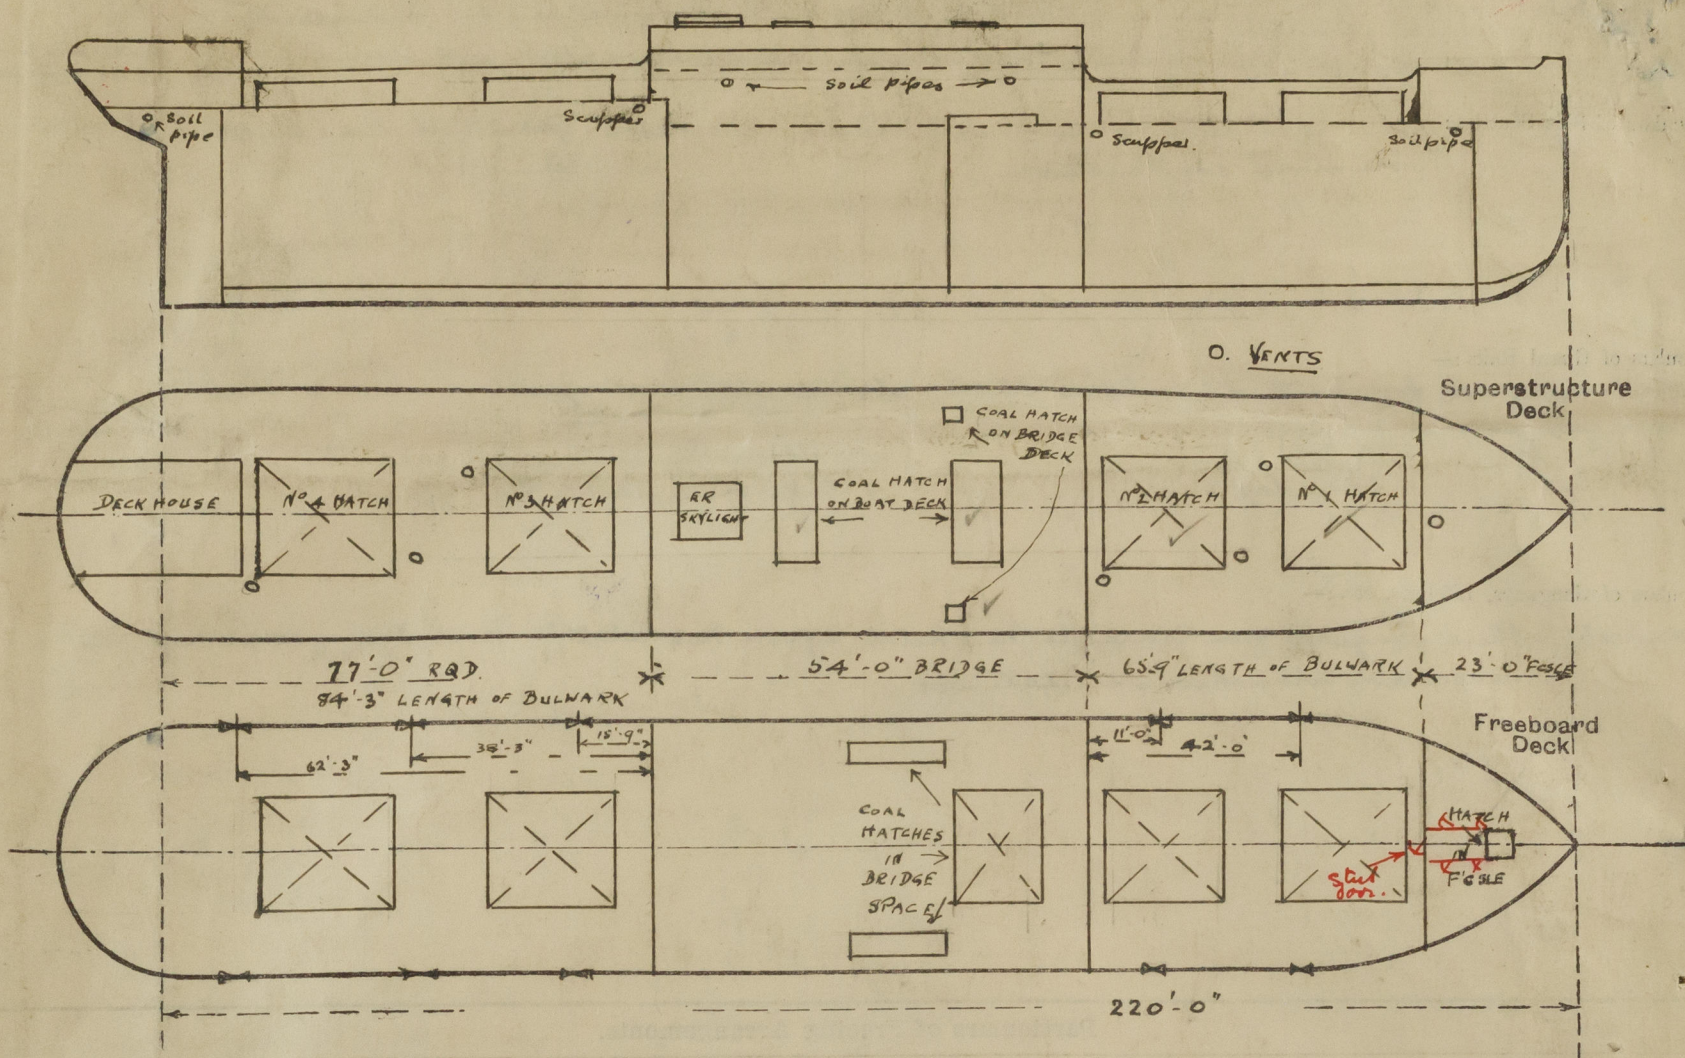 soil pipes
Soil
pipe
Scupper
Scupper.
Soil pipe
O. VENTS
Superstructure
Deck
COAL HATCH
ON BRIDGE
DECK
DECK HOUSE
No 4 HATCH
No 3 HATCH
ER
SKYLIGHT
COAL HATCH
ON BOAT DECK
No 2 HATCH
No 1 HATCH
77'-0" RQD.
54'-0" BRIDGE
65'-9" LENGTH OF BULWARK
23'-0" FCSLE
84'-3" LENGTH OF BULWARK
Freeboard
Deck
62'-3"
38'-3"
15'-9"
11'-0"
42'-0"
COAL
HATCHES
IN
BRIDGE
SPACE
HATCH
IN
F'CSLE
door.
220'-0"